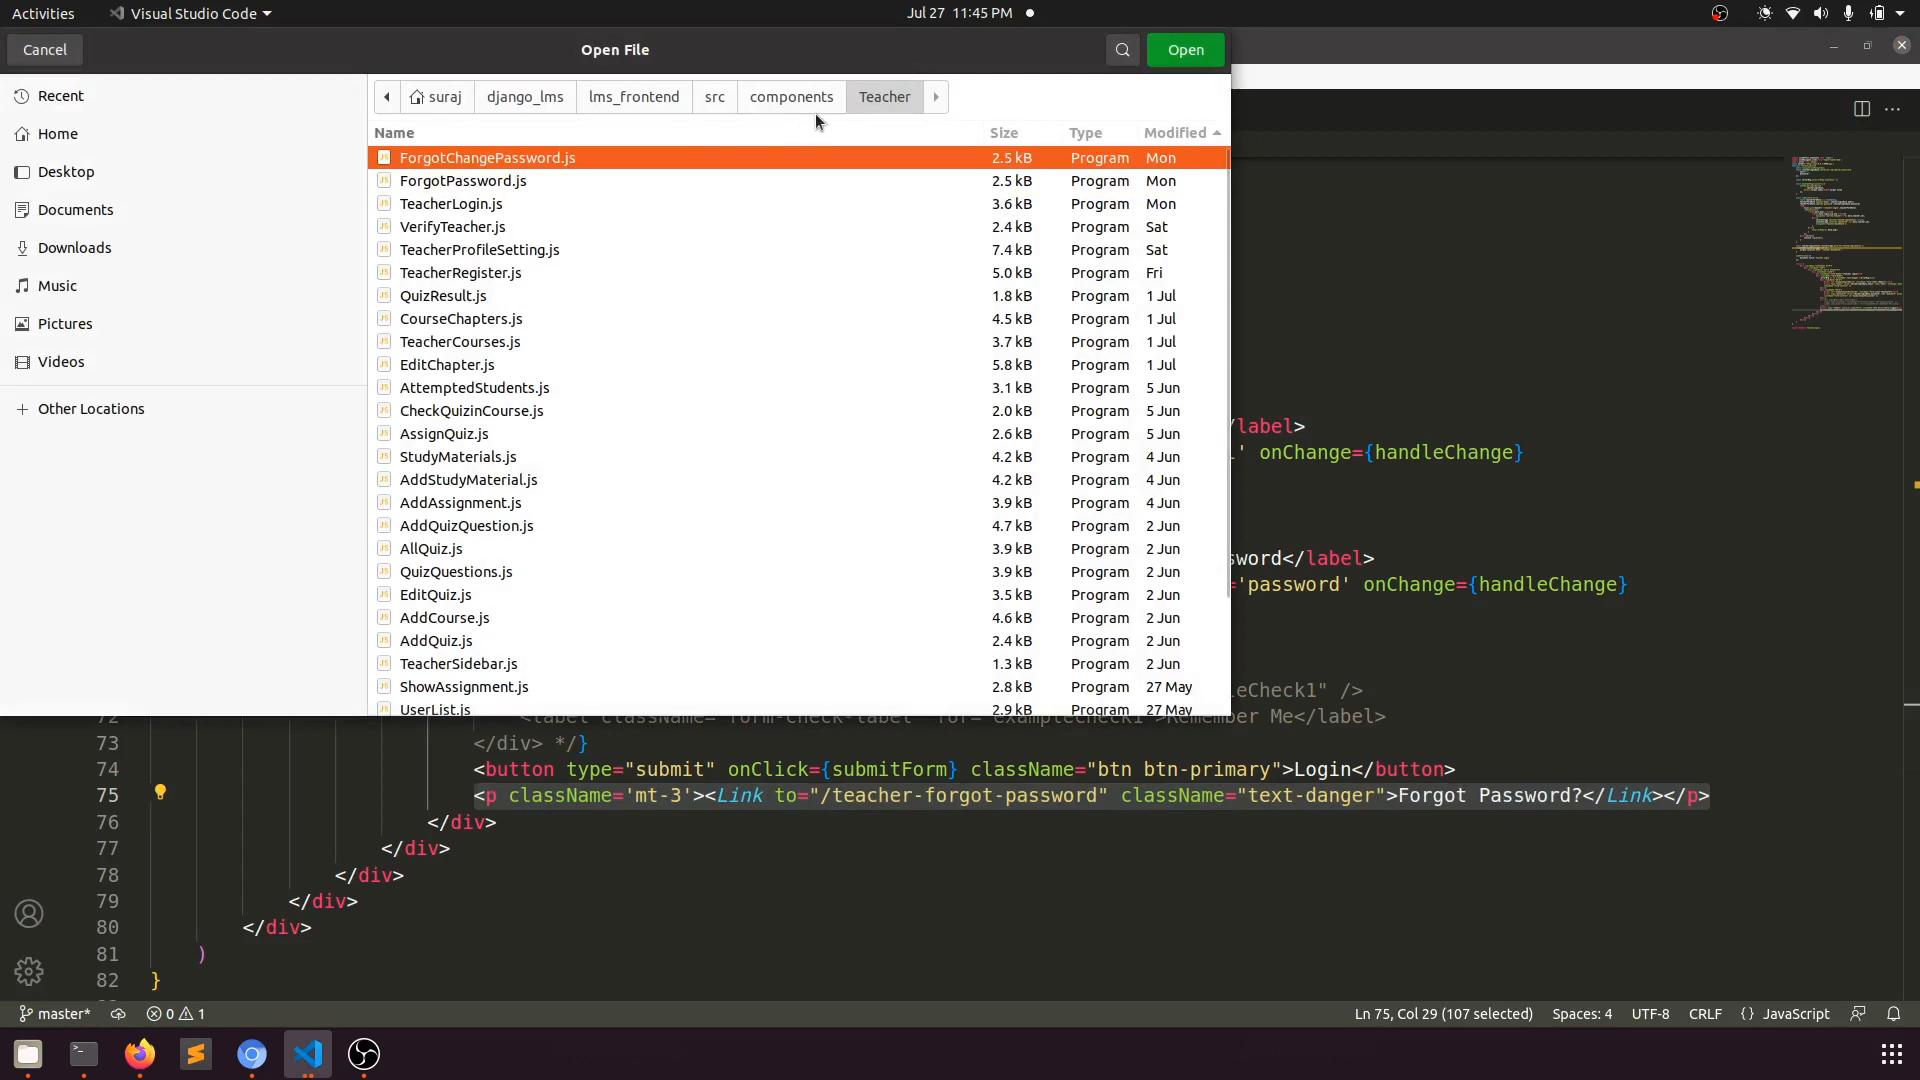 Activities
Visual Studio Code
Jul 27 11:45 PM
Cancel
Open File
Open
Recent
Home
Desktop
Documents
Downloads
Music
Pictures
Videos
Other Locations
suraj django_lms lms_frontend src components Teacher
Name Size Type Modified
ForgotChangePassword.js 2.5 kB Program Mon
ForgotPassword.js 2.5 kB Program Mon
TeacherLogin.js 3.6 kB Program Mon
VerifyTeacher.js 2.4 kB Program Sat
TeacherProfileSetting.js 7.4 kB Program Sat
TeacherRegister.js 5.0 kB Program Fri
QuizResult.js 1.8 kB Program 1 Jul
CourseChapters.js 4.5 kB Program 1 Jul
TeacherCourses.js 3.7 kB Program 1 Jul
EditChapter.js 5.8 kB Program 1 Jul
AttemptedStudents.js 3.1 kB Program 5 Jun
CheckQuizinCourse.js 2.0 kB Program 5 Jun
AssignQuiz.js 2.6 kB Program 5 Jun
StudyMaterials.js 4.2 kB Program 4 Jun
AddStudyMaterial.js 4.2 kB Program 4 Jun
AddAssignment.js 3.9 kB Program 4 Jun
AddQuizQuestion.js 4.7 kB Program 2 Jun
AllQuiz.js 3.9 kB Program 2 Jun
QuizQuestions.js 3.9 kB Program 2 Jun
EditQuiz.js 3.5 kB Program 2 Jun
AddCourse.js 4.6 kB Program 2 Jun
AddQuiz.js 2.4 kB Program 2 Jun
TeacherSidebar.js 1.3 kB Program 2 Jun
ShowAssignment.js 2.8 kB Program 27 May
UserList.js 2.9 kB Program 27 May
/label>
' onChange={handleChange}
sword</label>
='password' onChange={handleChange}
leCheck1" />
72 <label className="form-check-label" for="exampleCheck1">Remember Me</label>
73 </div> */}
74 <button type="submit" onClick={submitForm} className="btn btn-primary">Login</button>
75 <p className='mt-3'><Link to="/teacher-forgot-password" className="text-danger">Forgot Password?</Link></p>
76 </div>
77 </div>
78 </div>
79 </div>
80 </div>
81 )
82 }
master* 0 1 Ln 75, Col 29 (107 selected) Spaces: 4 UTF-8 CRLF {} JavaScript